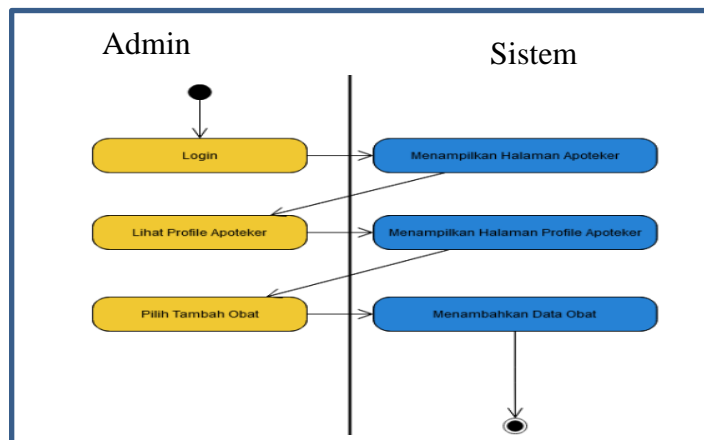 Admin
Sistem
Login
Menampilkan Halaman Apoteker
Lihat Profile Apoteker
Menampilkan Halaman Profile Apoteker
Pilih Tambah Obat
Menambahkan Data Obat